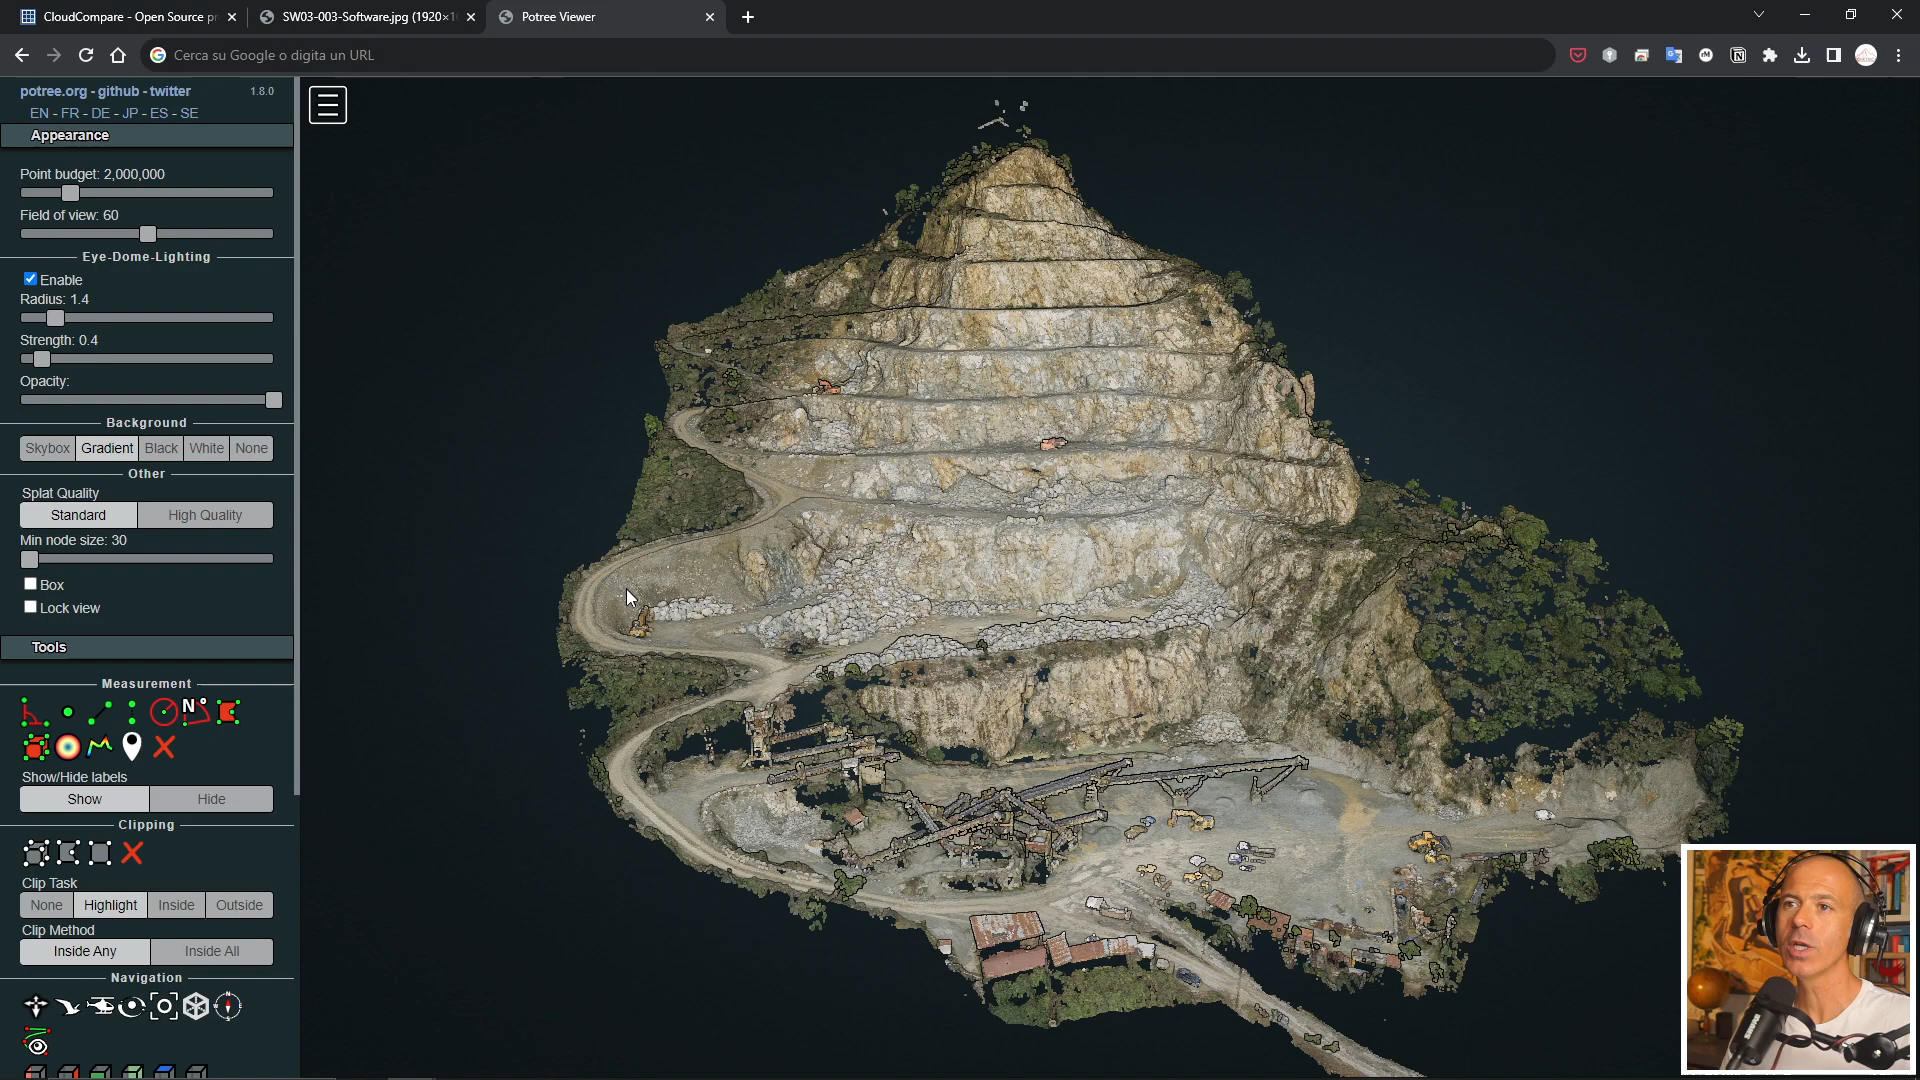 CloudCompare - Open Source pr
SW03-003-Software.jpg (1920×1
Potree Viewer
Cerca su Google o digita un URL
potree.org - github - twitter 1.8.0
EN - FR - DE - JP - ES - SE
Appearance
Point budget: 2,000,000
Field of view: 60
Eye-Dome-Lighting
Enable
Radius: 1.4
Strength: 0.4
Opacity:
Background
Skybox Gradient Black White None
Other
Splat Quality
Standard High Quality
Min node size: 30
Box
Lock view
Tools
Measurement
N°
Show/Hide labels
Show Hide
Clipping
Clip Task
None Highlight Inside Outside
Clip Method
Inside Any Inside All
Navigation